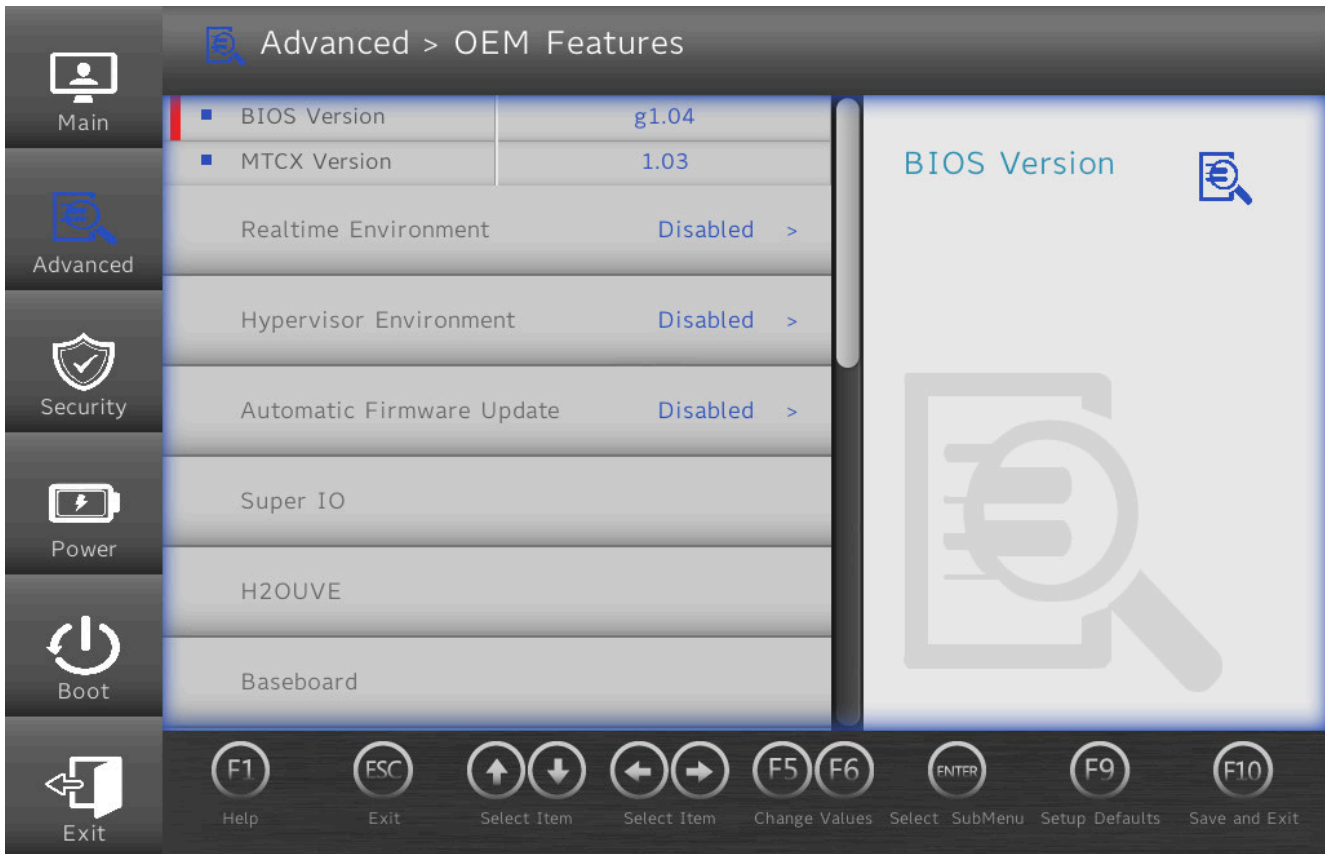 Advanced > OEM Features
Main
Advanced
Security
Power
Boot
Exit
BIOS Version g1.04
MTCX Version 1.03
Realtime Environment Disabled >
Hypervisor Environment Disabled >
Automatic Firmware Update Disabled >
Super IO
H2OUVE
Baseboard
BIOS Version
F1 ESC F5 F6 ENTER F9 F10
Help Exit Select Item Select Item Change Values Select SubMenu Setup Defaults Save and Exit